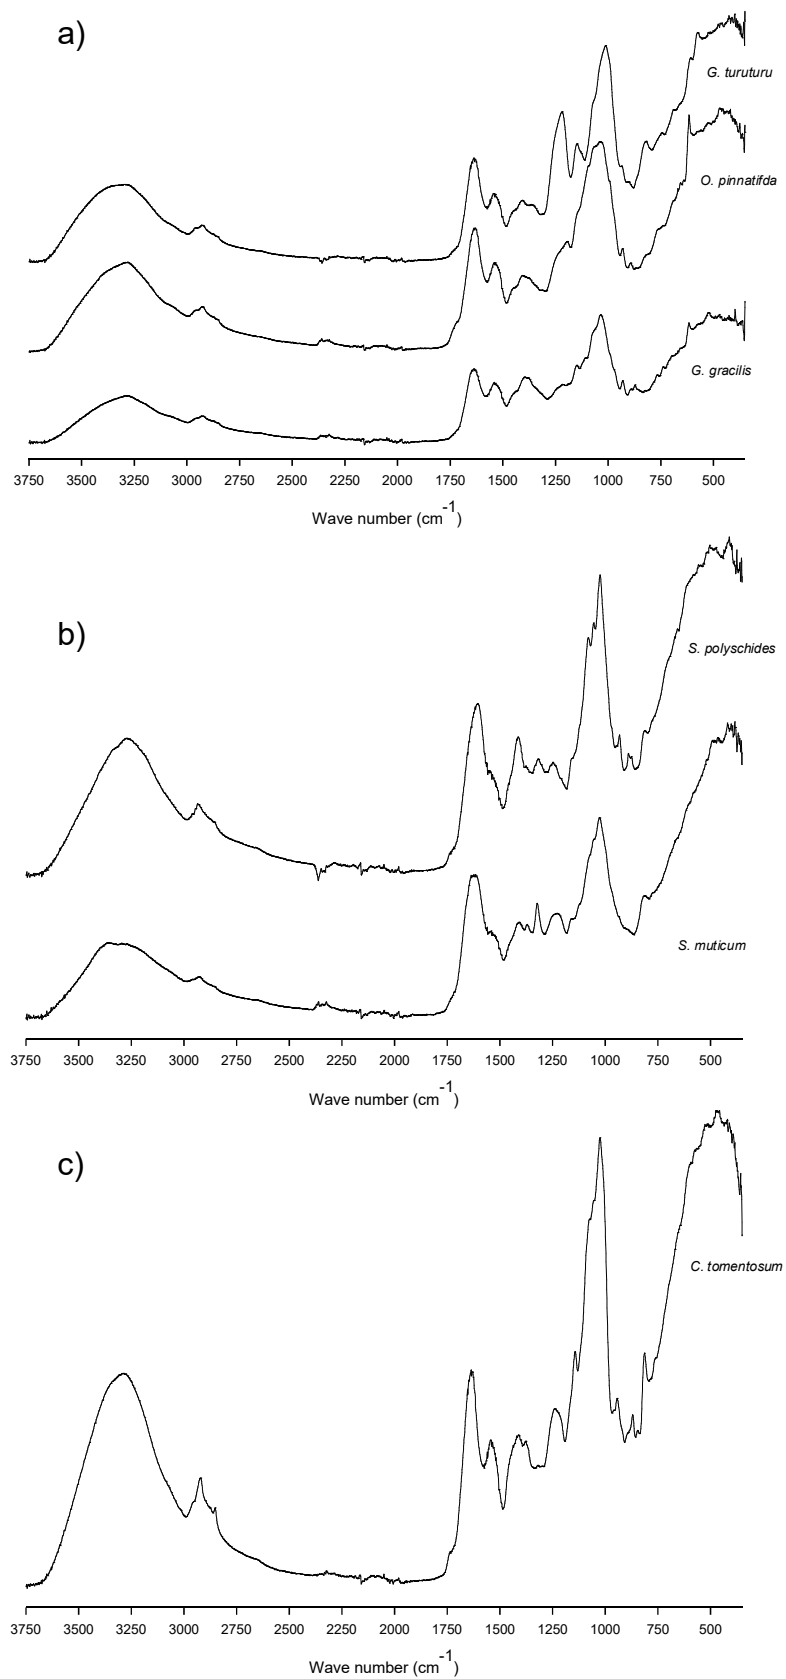 a)
G. turuturu
O. pinnatifda
G. gracilis
3750 3500 3250 3000 2750 2500 2250 2000 1750 1500 1250 1000 750 500
Wave number (cm-1)
b)
S. polyschides
S. muticum
3750 3500 3250 3000 2750 2500 2250 2000 1750 1500 1250 1000 750 500
Wave number (cm-1)
c)
C. tomentosum
3750 3500 3250 3000 2750 2500 2250 2000 1750 1500 1250 1000 750 500
Wave number (cm-1)